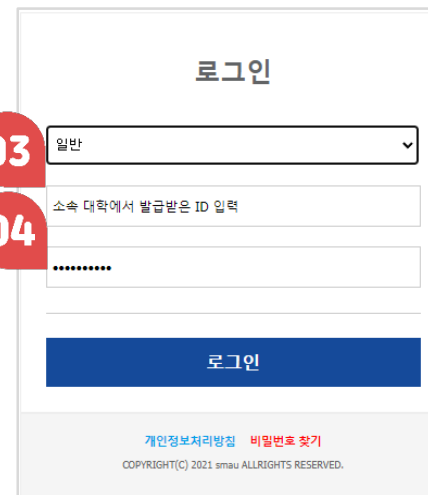 로그인
03
일반
04
소속 대학에서 발급받은 ID 입력
••••••••••
로그인
개인정보처리방침 비밀번호 찾기
COPYRIGHT(C) 2021 smau ALLRIGHTS RESERVED.